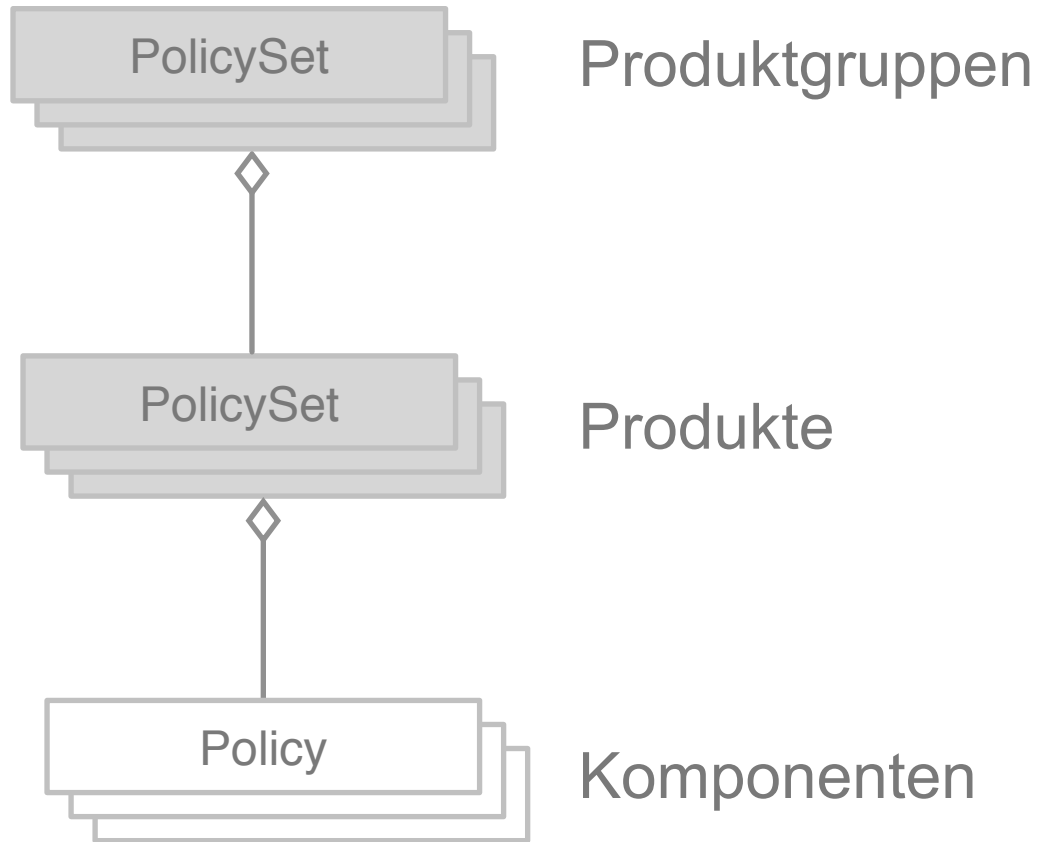 PolicySet
Produktgruppen
PolicySet
Produkte
Policy
Komponenten